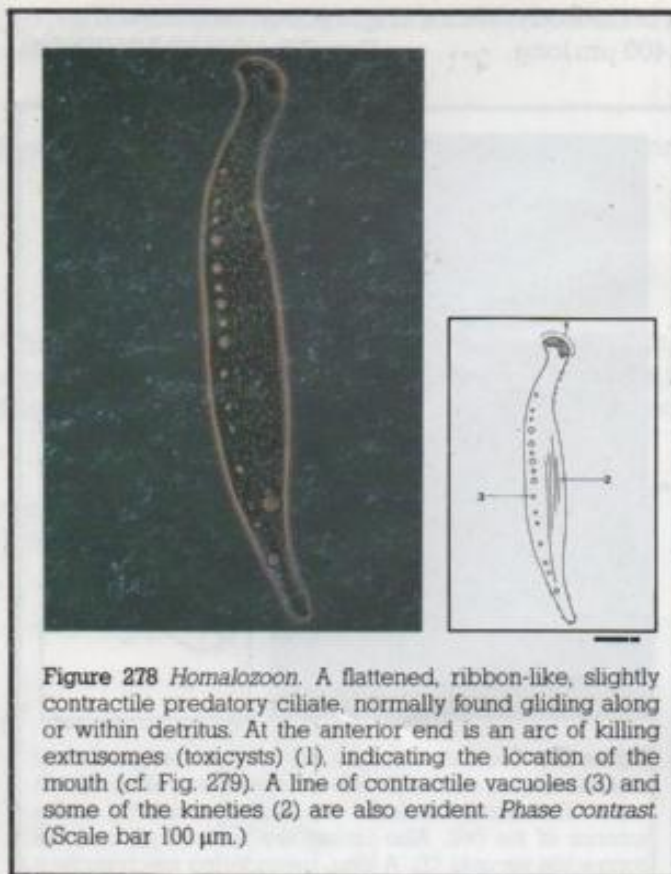 1
2
3
Figure 278 Homalozoon. A flattened, ribbon-like, slightly
contractile predatory ciliate, normally found gliding along
or within detritus. At the anterior end is an arc of killing
extrusomes (toxicysts) (1), indicating the location of the
mouth (cf. Fig. 279). A line of contractile vacuoles (3) and
some of the kineties (2) are also evident. Phase contrast.
(Scale bar 100 µm.)